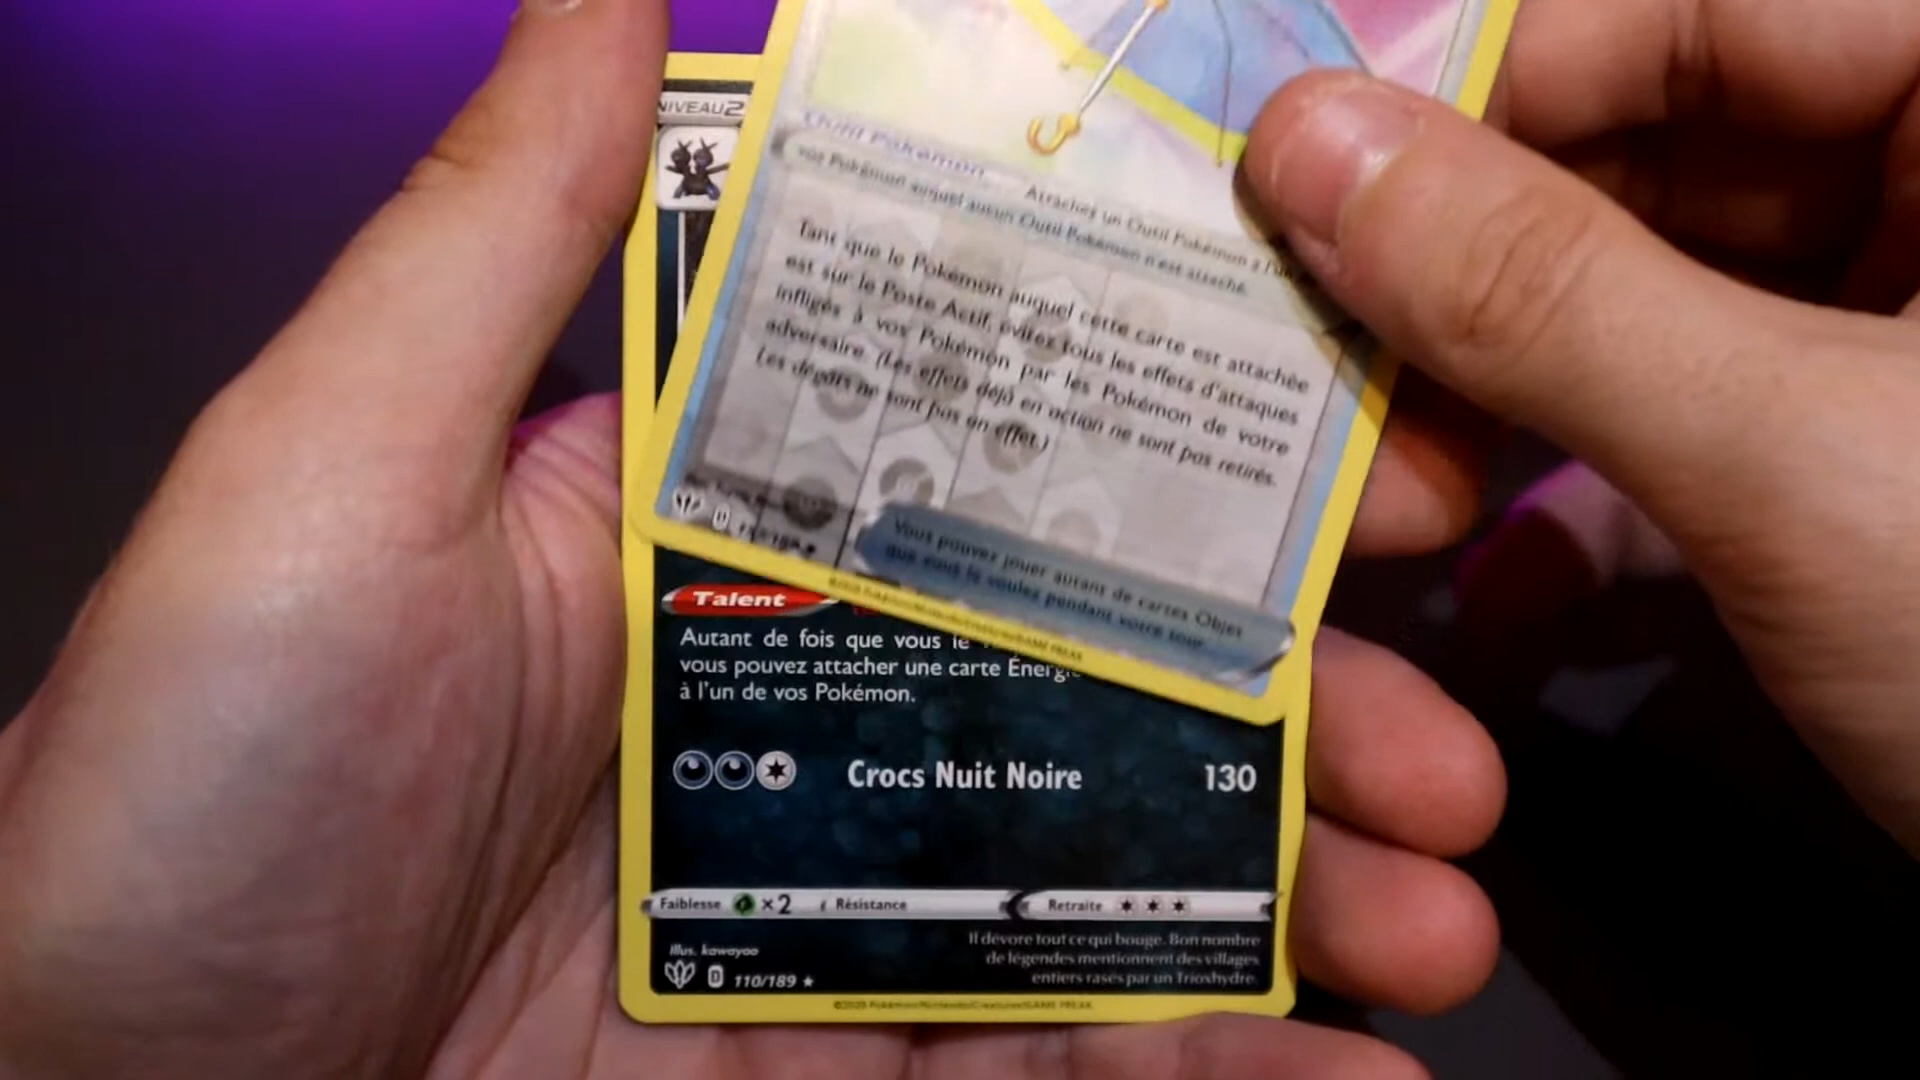 NIVEAU2
Outil Pokémon
Attachez un Outil Pokémon à l'un
vos Pokémon auquel aucun Outil Pokémon n'est attaché.
Tant que le Pokémon auquel cette carte est attachée
est sur le Poste Actif, évitez tous les effets d'attaques
infligés à vos Pokémon par les Pokémon de votre
adversaire. (Les effets déjà en action ne sont pas retirés.
Les dégâts ne sont pas un effet.)
Vous pouvez jouer autant de cartes Objet
que vous le voulez pendant votre tour.
Talent
Autant de fois que vous le
vous pouvez attacher une carte Énergie
à l'un de vos Pokémon.
Crocs Nuit Noire 130
Faiblesse ×2 Résistance Retraite
Illus. kawayoo
D 110/189
Il dévore tout ce qui bouge. Bon nombre
de légendes mentionnent des villages
entiers rasés par un Trioxhydre.
©2020 Pokémon/Nintendo/Creatures/GAME FREAK